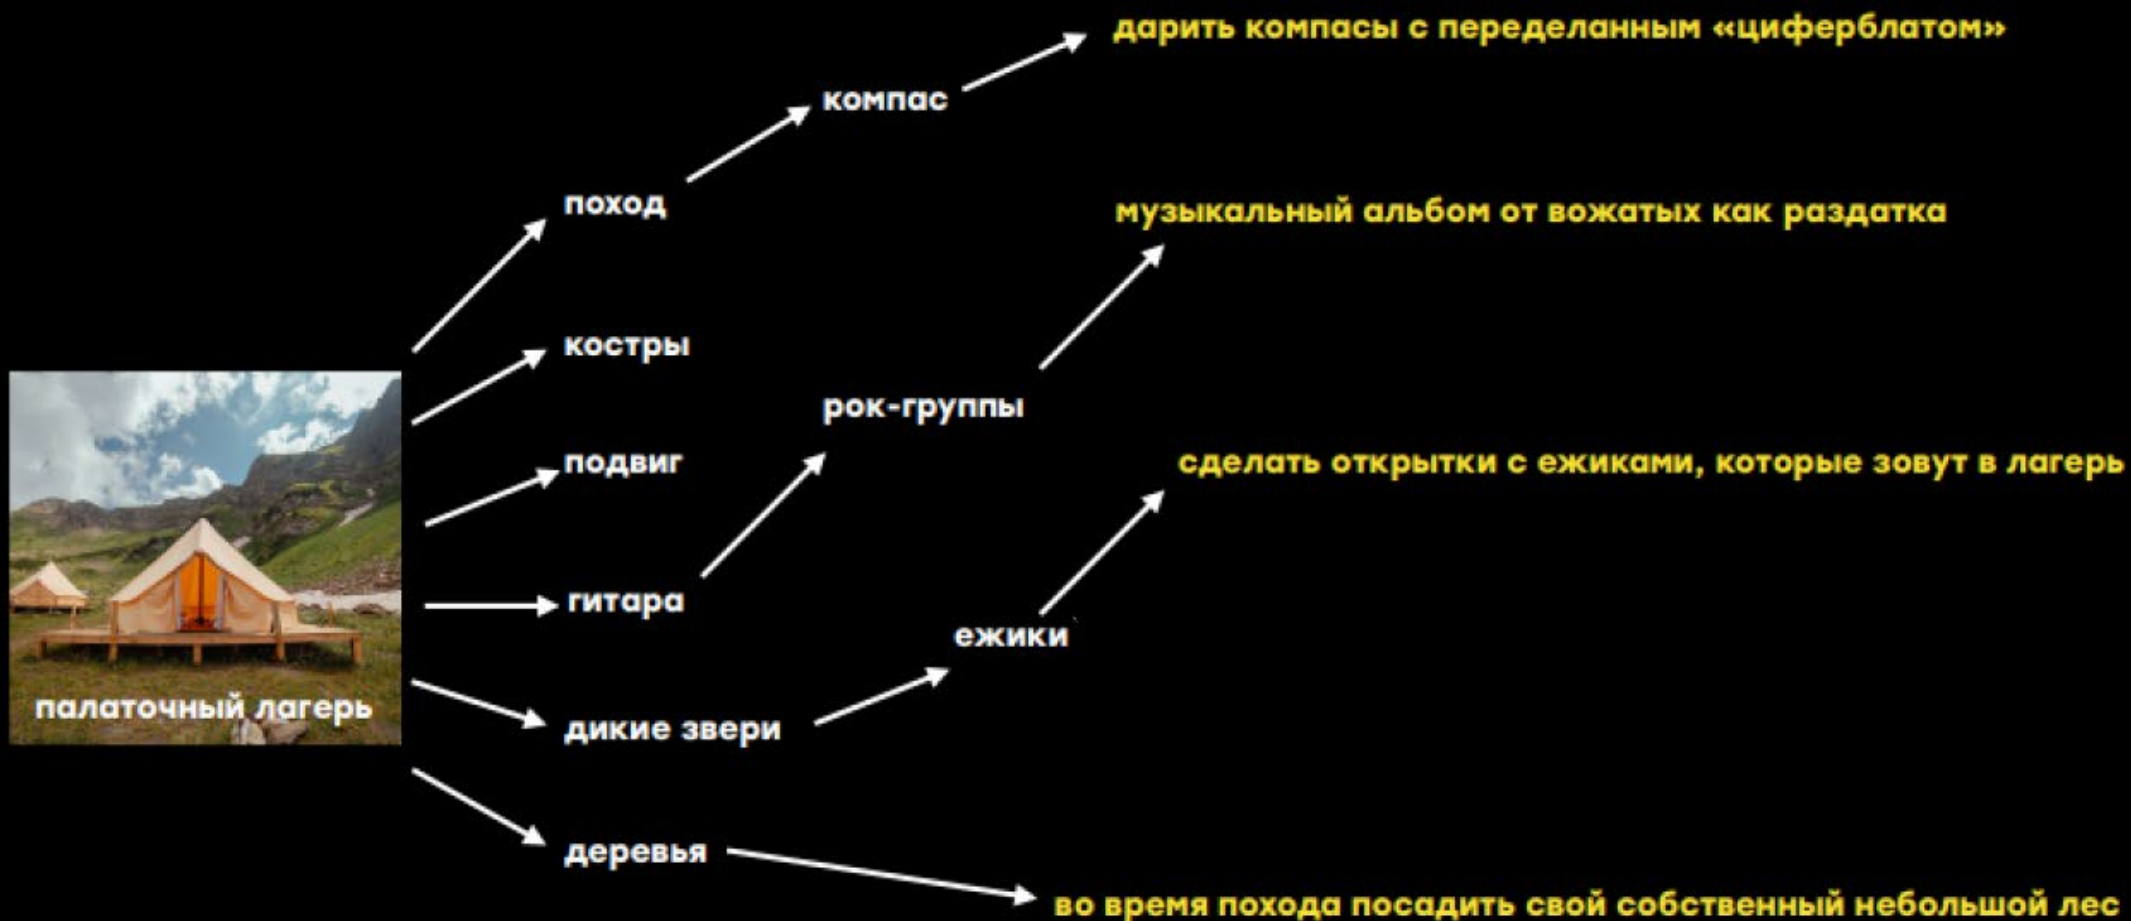 дарить компасы с переделанным «циферблатом»
компас
поход
музыкальный альбом от вожатых как раздатка
костры
рок-группы
подвиг
сделать открытки с ежиками, которые зовут в лагерь
гитара
ежики
палаточный лагерь
дикие звери
деревья
во время похода посадить свой собственный небольшой лес